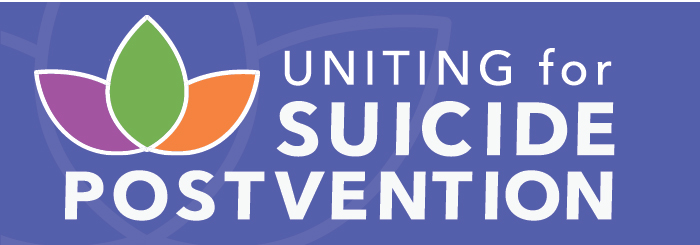 UNITING for
SUICIDE
POSTVENTION